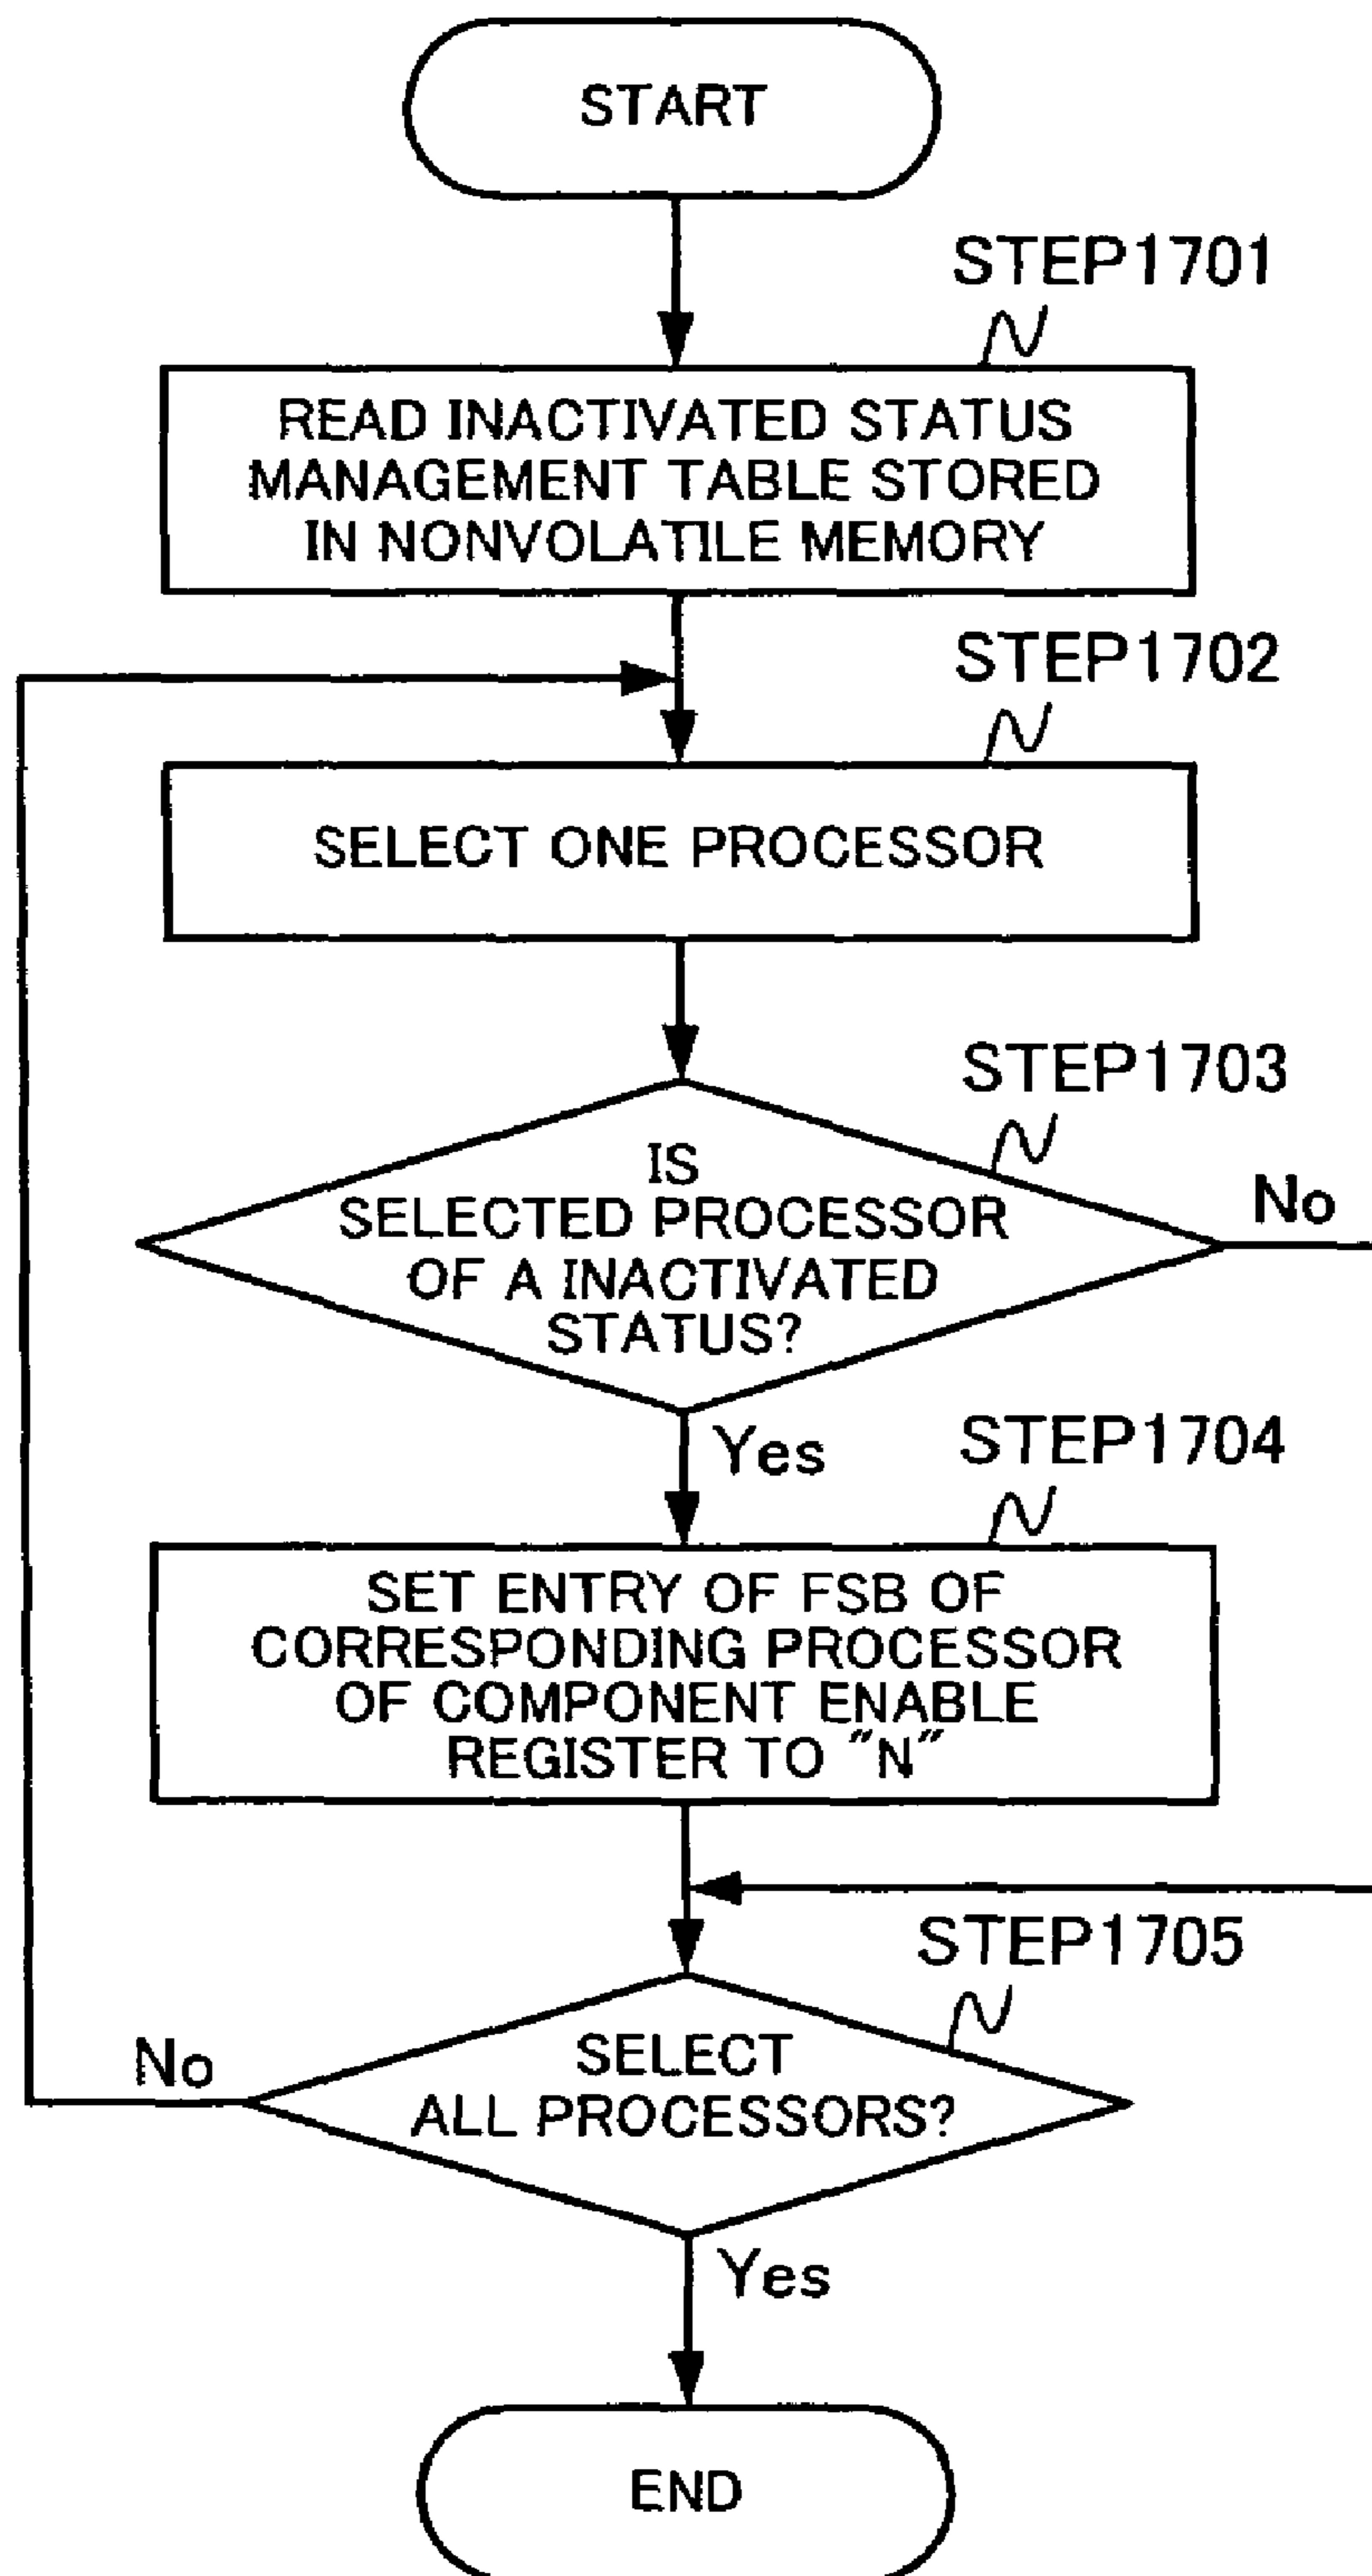 START
STEP1701
READ INACTIVATED STATUS
MANAGEMENT TABLE STORED
IN NONVOLATILE MEMORY
STEP1702
SELECT ONE PROCESSOR
STEP1703
IS
SELECTED PROCESSOR
OF A INACTIVATED
STATUS?
No
Yes
STEP1704
SET ENTRY OF FSB OF
CORRESPONDING PROCESSOR
OF COMPONENT ENABLE
REGISTER TO "N"
STEP1705
SELECT
ALL PROCESSORS?
No
Yes
END